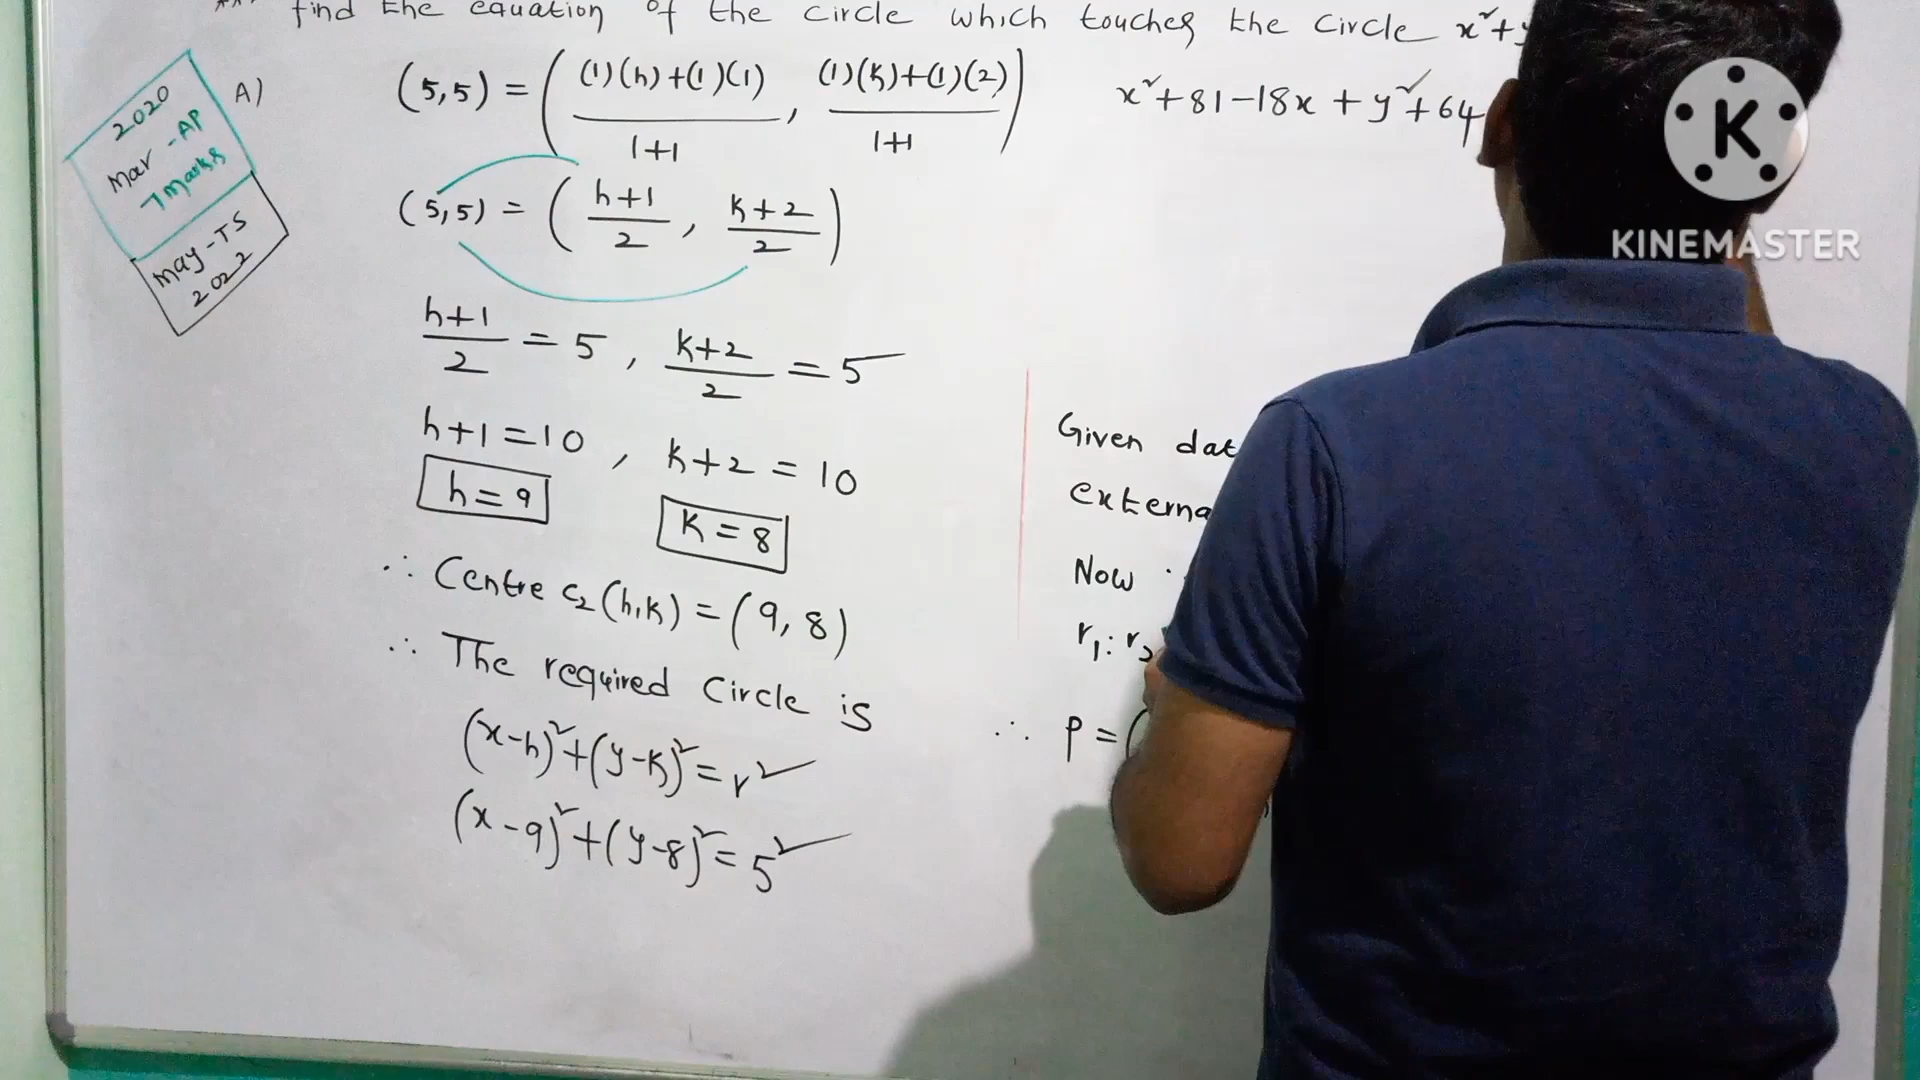 find the equation of the circle which touches the circle x²+y
2020
Mar - AP
7 marks
May - TS
2022
A)
(5,5) = ( (1)(h)+(1)(1) / 1+1 , (1)(k)+(1)(2) / 1+1 )
(5,5) = ( h+1 / 2 , k+2 / 2 )
h+1 / 2 = 5 , k+2 / 2 = 5
h+1 = 10 , k+2 = 10
h = 9
k = 8
∴ Centre c₂(h,k) = (9,8)
∴ The required Circle is
(x-h)²+(y-k)² = r²
(x-9)²+(y-8)² = 5²
x²+81-18x+y²+64
Given dat
externa
Now
r₁:r₂
∴ P = (
K
KINEMASTER